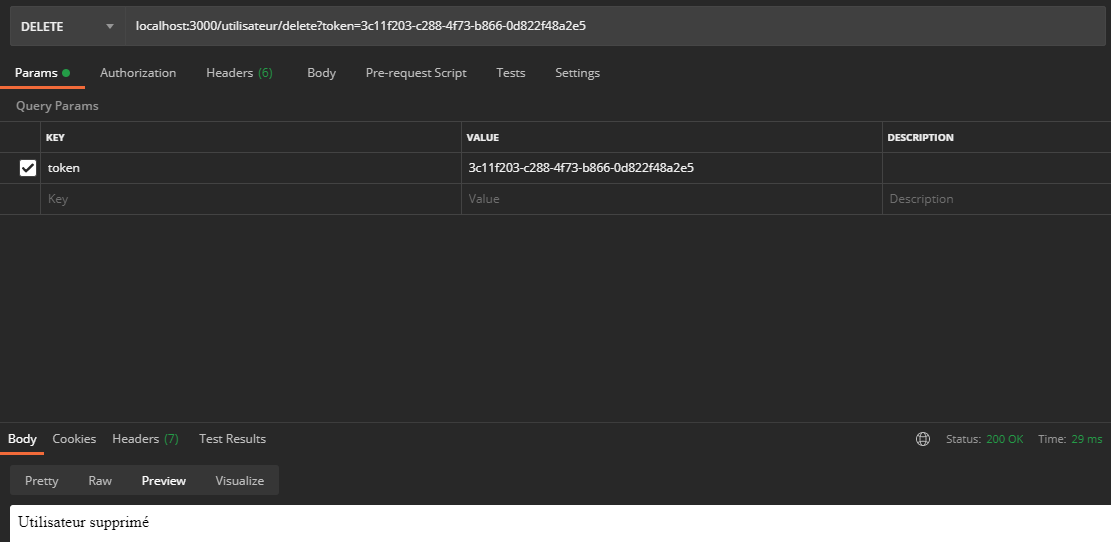 DELETE localhost:3000/utilisateur/delete?token=3c11f203-c288-4f73-b866-0d822f48a2e5
Params Authorization Headers (6) Body Pre-request Script Tests Settings
Query Params
KEY VALUE DESCRIPTION
token 3c11f203-c288-4f73-b866-0d822f48a2e5
Key Value Description
Body Cookies Headers (7) Test Results Status: 200 OK Time: 29 ms
Pretty Raw Preview Visualize
Utilisateur supprimé